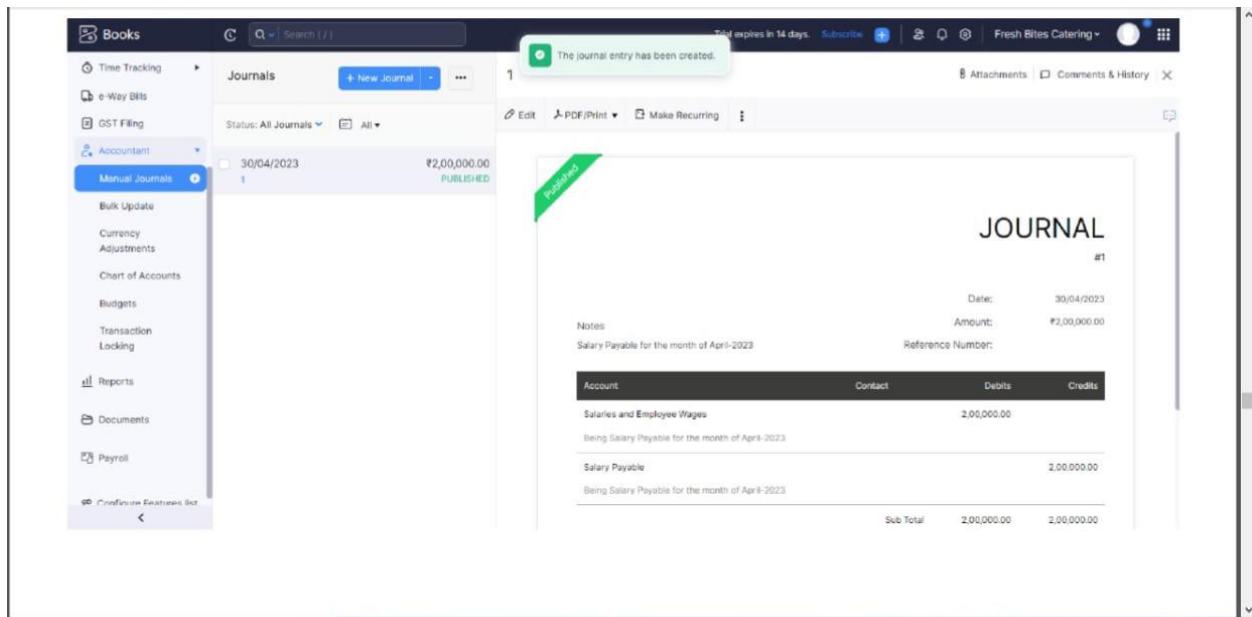 Books
Search ( / )
Trial expires in 14 days. Subscribe
Fresh Bites Catering
The journal entry has been created.
Time Tracking
e-Way Bills
GST Filing
Accountant
Manual Journals
Bulk Update
Currency
Adjustments
Chart of Accounts
Budgets
Transaction
Locking
Reports
Documents
Payroll
Configure Features list
Journals
+ New Journal
Status: All Journals
All
30/04/2023 ₹2,00,000.00
1 PUBLISHED
1
Attachments
Comments & History
Edit
PDF/Print
Make Recurring
Published
JOURNAL
#1
Date: 30/04/2023
Amount: ₹2,00,000.00
Reference Number:
Notes
Salary Payable for the month of April-2023
Account Contact Debits Credits
Salaries and Employee Wages 2,00,000.00
Being Salary Payable for the month of April-2023
Salary Payable 2,00,000.00
Being Salary Payable for the month of April-2023
Sub Total 2,00,000.00 2,00,000.00